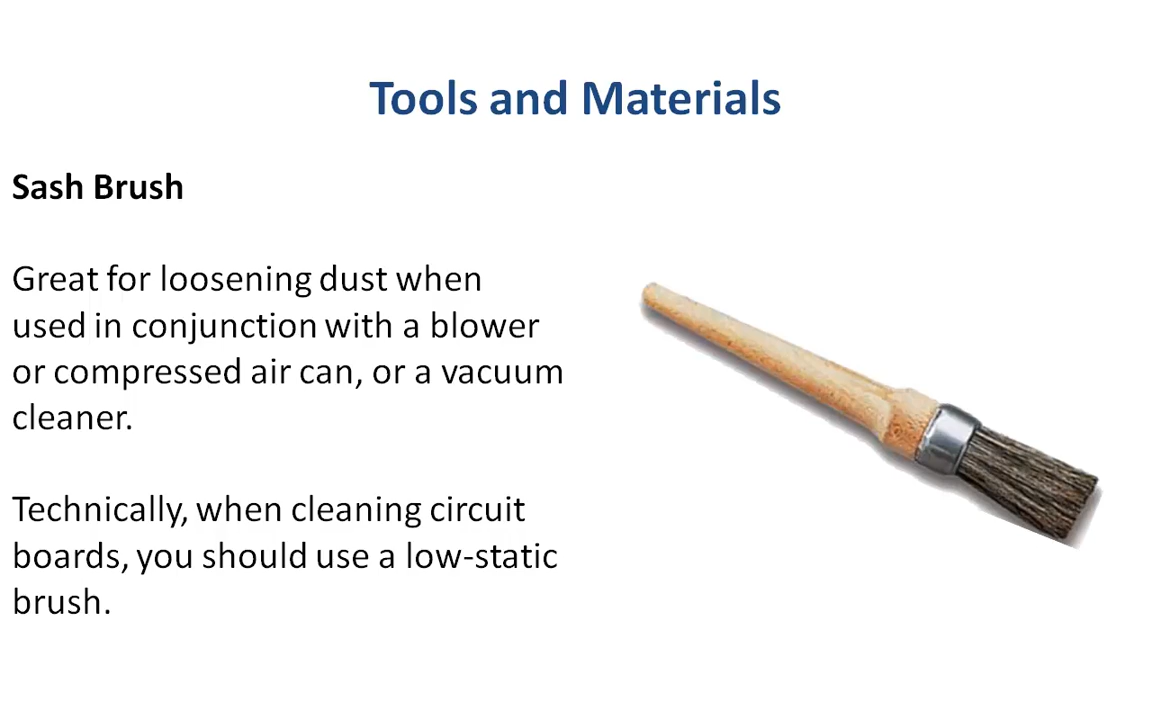 Tools and Materials
Sash Brush
Great for loosening dust when
used in conjunction with a blower
or compressed air can, or a vacuum
cleaner.
Technically, when cleaning circuit
boards, you should use a low-static
brush.